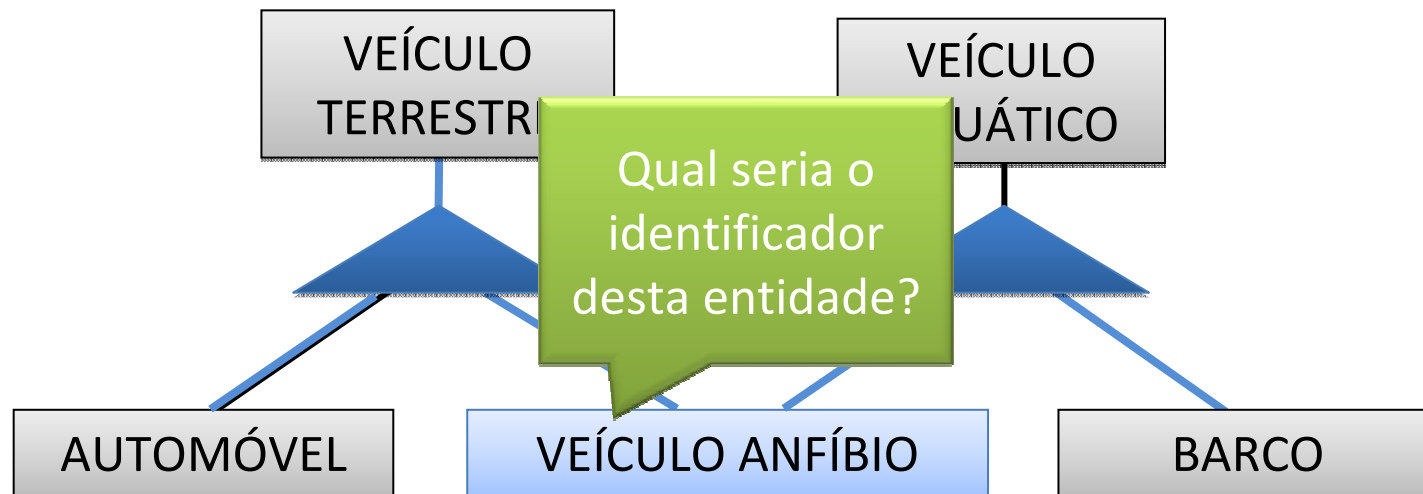 VEÍCULO
TERRESTR
VEÍCULO
UÁTICO
Qual seria o
identificador
desta entidade?
AUTOMÓVEL
VEÍCULO ANFÍBIO
BARCO